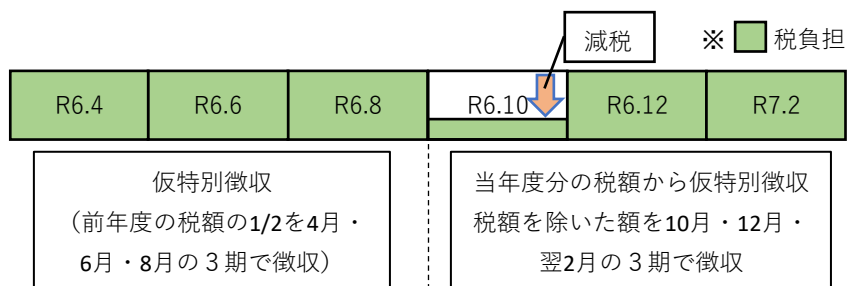 減税
※ 税負担
R6.4 R6.6 R6.8 R6.10 R6.12 R7.2
仮特別徴収
（前年度の税額の1/2を4月・
6月・8月の３期で徴収）
当年度分の税額から仮特別徴収
税額を除いた額を10月・12月・
翌2月の３期で徴収